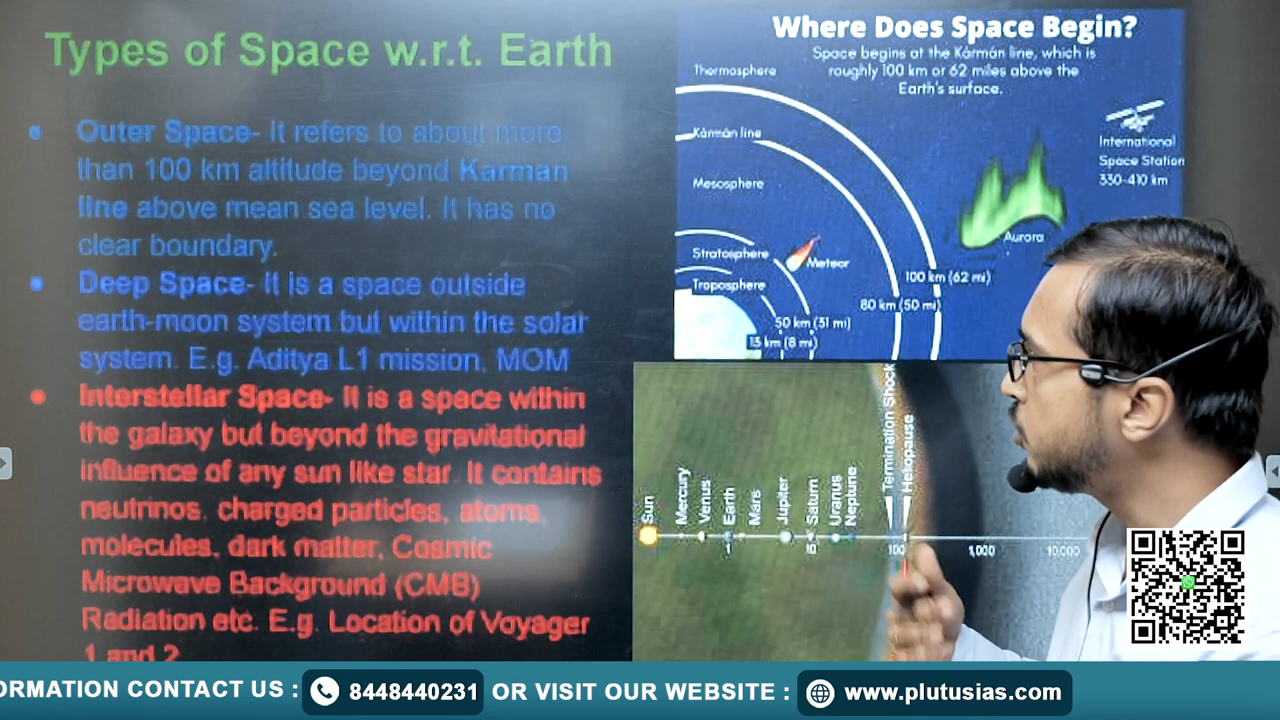 Types of Space w.r.t. Earth
• Outer Space- It refers to about more
than 100 km altitude beyond Karman
line above mean sea level. It has no
clear boundary.
• Deep Space- It is a space outside
earth-moon system but within the solar
system. E.g. Aditya L1 mission, MOM
• Interstellar Space- It is a space within
the galaxy but beyond the gravitational
influence of any sun like star. It contains
neutrinos, charged particles, atoms,
molecules, dark matter, Cosmic
Microwave Background (CMB)
Radiation etc. E.g. Location of Voyager
1 and 2
Where Does Space Begin?
Space begins at the Kármán line, which is
roughly 100 km or 62 miles above the
Earth's surface.
Thermosphere
Kármán line
Mesosphere
Stratosphere
Troposphere
Meteor
Aurora
International
Space Station
330-410 km
100 km (62 mi)
80 km (50 mi)
50 km (31 mi)
13 km (8 mi)
Sun
Mercury
Venus
Earth
Mars
Jupiter
Saturn
Uranus
Neptune
Termination Shock
Heliopause
1
10
100
1,000
10,000
ORMATION CONTACT US : 8448440231 OR VISIT OUR WEBSITE : www.plutusias.com